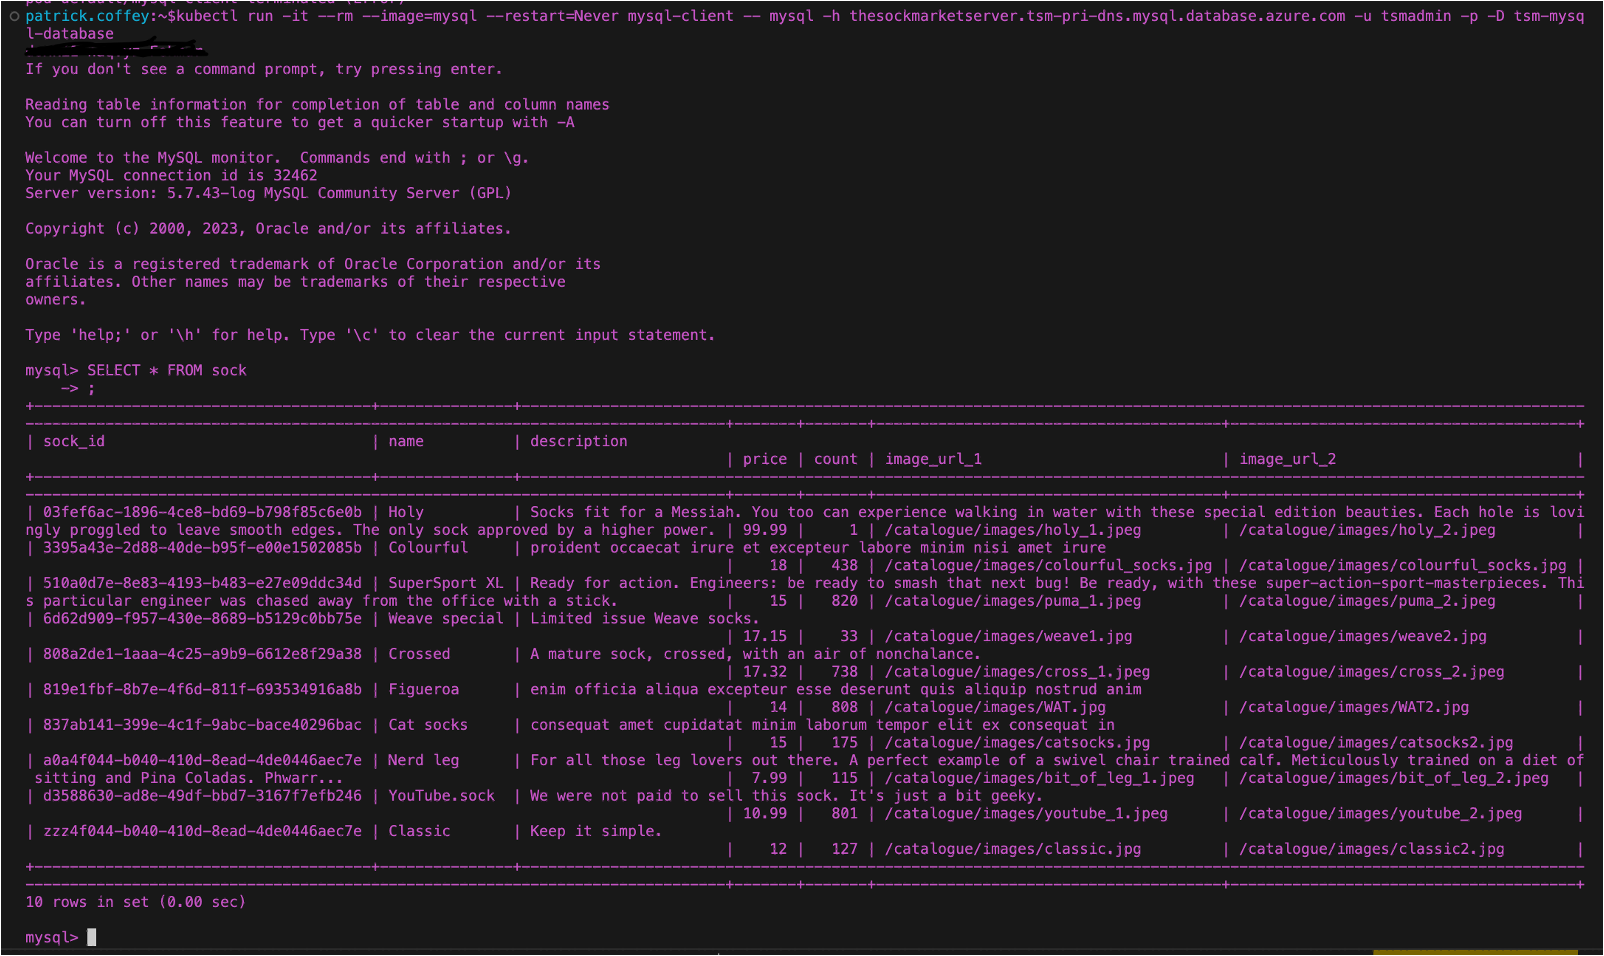 patrick.coffey:~$kubectl run -it --rm --image=mysql --restart=Never mysql-client -- mysql -h thesockmarketserver.tsm-pri-dns.mysql.database.azure.com -u tsmadmin -p -D tsm-mysq
l-database
If you don't see a command prompt, try pressing enter.
Reading table information for completion of table and column names
You can turn off this feature to get a quicker startup with -A
Welcome to the MySQL monitor.  Commands end with ; or \g.
Your MySQL connection id is 32462
Server version: 5.7.43-log MySQL Community Server (GPL)
Copyright (c) 2000, 2023, Oracle and/or its affiliates.
Oracle is a registered trademark of Oracle Corporation and/or its
affiliates. Other names may be trademarks of their respective
owners.
Type 'help;' or '\h' for help. Type '\c' to clear the current input statement.
mysql> SELECT * FROM sock
    -> ;
| sock_id | name | description
| price | count | image_url_1 | image_url_2 |
| 03fef6ac-1896-4ce8-bd69-b798f85c6e0b | Holy | Socks fit for a Messiah. You too can experience walking in water with these special edition beauties. Each hole is lovi
ngly proggled to leave smooth edges. The only sock approved by a higher power. | 99.99 | 1 | /catalogue/images/holy_1.jpeg | /catalogue/images/holy_2.jpeg |
| 3395a43e-2d88-40de-b95f-e00e1502085b | Colourful | proident occaecat irure et excepteur labore minim nisi amet irure
| 18 | 438 | /catalogue/images/colourful_socks.jpg | /catalogue/images/colourful_socks.jpg |
| 510a0d7e-8e83-4193-b483-e27e09ddc34d | SuperSport XL | Ready for action. Engineers: be ready to smash that next bug! Be ready, with these super-action-sport-masterpieces. Thi
s particular engineer was chased away from the office with a stick. | 15 | 820 | /catalogue/images/puma_1.jpeg | /catalogue/images/puma_2.jpeg |
| 6d62d909-f957-430e-8689-b5129c0bb75e | Weave special | Limited issue Weave socks.
| 17.15 | 33 | /catalogue/images/weave1.jpg | /catalogue/images/weave2.jpg |
| 808a2de1-1aaa-4c25-a9b9-6612e8f29a38 | Crossed | A mature sock, crossed, with an air of nonchalance.
| 17.32 | 738 | /catalogue/images/cross_1.jpeg | /catalogue/images/cross_2.jpeg |
| 819e1fbf-8b7e-4f6d-811f-693534916a8b | Figueroa | enim officia aliqua excepteur esse deserunt quis aliquip nostrud anim
| 14 | 808 | /catalogue/images/WAT.jpg | /catalogue/images/WAT2.jpg |
| 837ab141-399e-4c1f-9abc-bace40296bac | Cat socks | consequat amet cupidatat minim laborum tempor elit ex consequat in
| 15 | 175 | /catalogue/images/catsocks.jpg | /catalogue/images/catsocks2.jpg |
| a0a4f044-b040-410d-8ead-4de0446aec7e | Nerd leg | For all those leg lovers out there. A perfect example of a swivel chair trained calf. Meticulously trained on a diet of
sitting and Pina Coladas. Phwarr... | 7.99 | 115 | /catalogue/images/bit_of_leg_1.jpeg | /catalogue/images/bit_of_leg_2.jpeg |
| d3588630-ad8e-49df-bbd7-3167f7efb246 | YouTube.sock | We were not paid to sell this sock. It's just a bit geeky.
| 10.99 | 801 | /catalogue/images/youtube_1.jpeg | /catalogue/images/youtube_2.jpeg |
| zzz4f044-b040-410d-8ead-4de0446aec7e | Classic | Keep it simple.
| 12 | 127 | /catalogue/images/classic.jpg | /catalogue/images/classic2.jpg |
10 rows in set (0.00 sec)
mysql>